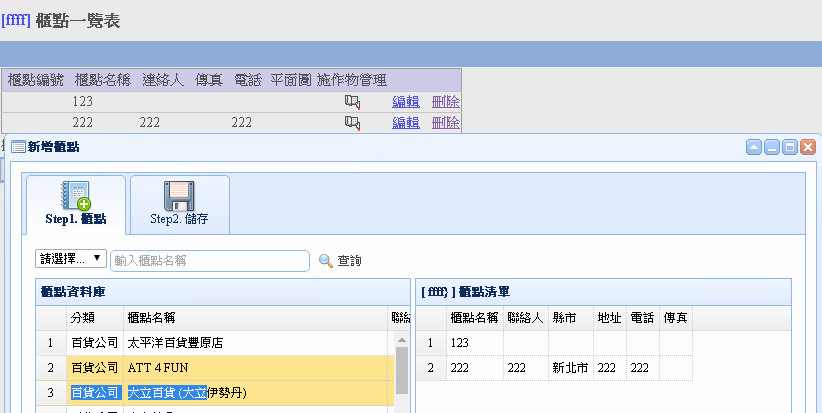 [ffff] 櫃點一覽表
櫃點編號 櫃點名稱 連絡人 傳真 電話 平面圖 施作物管理
123 編輯 刪除
222 222 222 編輯 刪除
新增櫃點
Step1. 櫃點 Step2. 儲存
請選擇... 輸入櫃點名稱 查詢
櫃點資料庫
分類 櫃點名稱 聯絡
1 百貨公司 太平洋百貨豐原店
2 百貨公司 ATT 4 FUN
3 百貨公司 大立百貨 (大立伊勢丹)
[ ffff} ] 櫃點清單
櫃點名稱 聯絡人 縣市 地址 電話 傳真
1 123
2 222 222 新北市 222 222